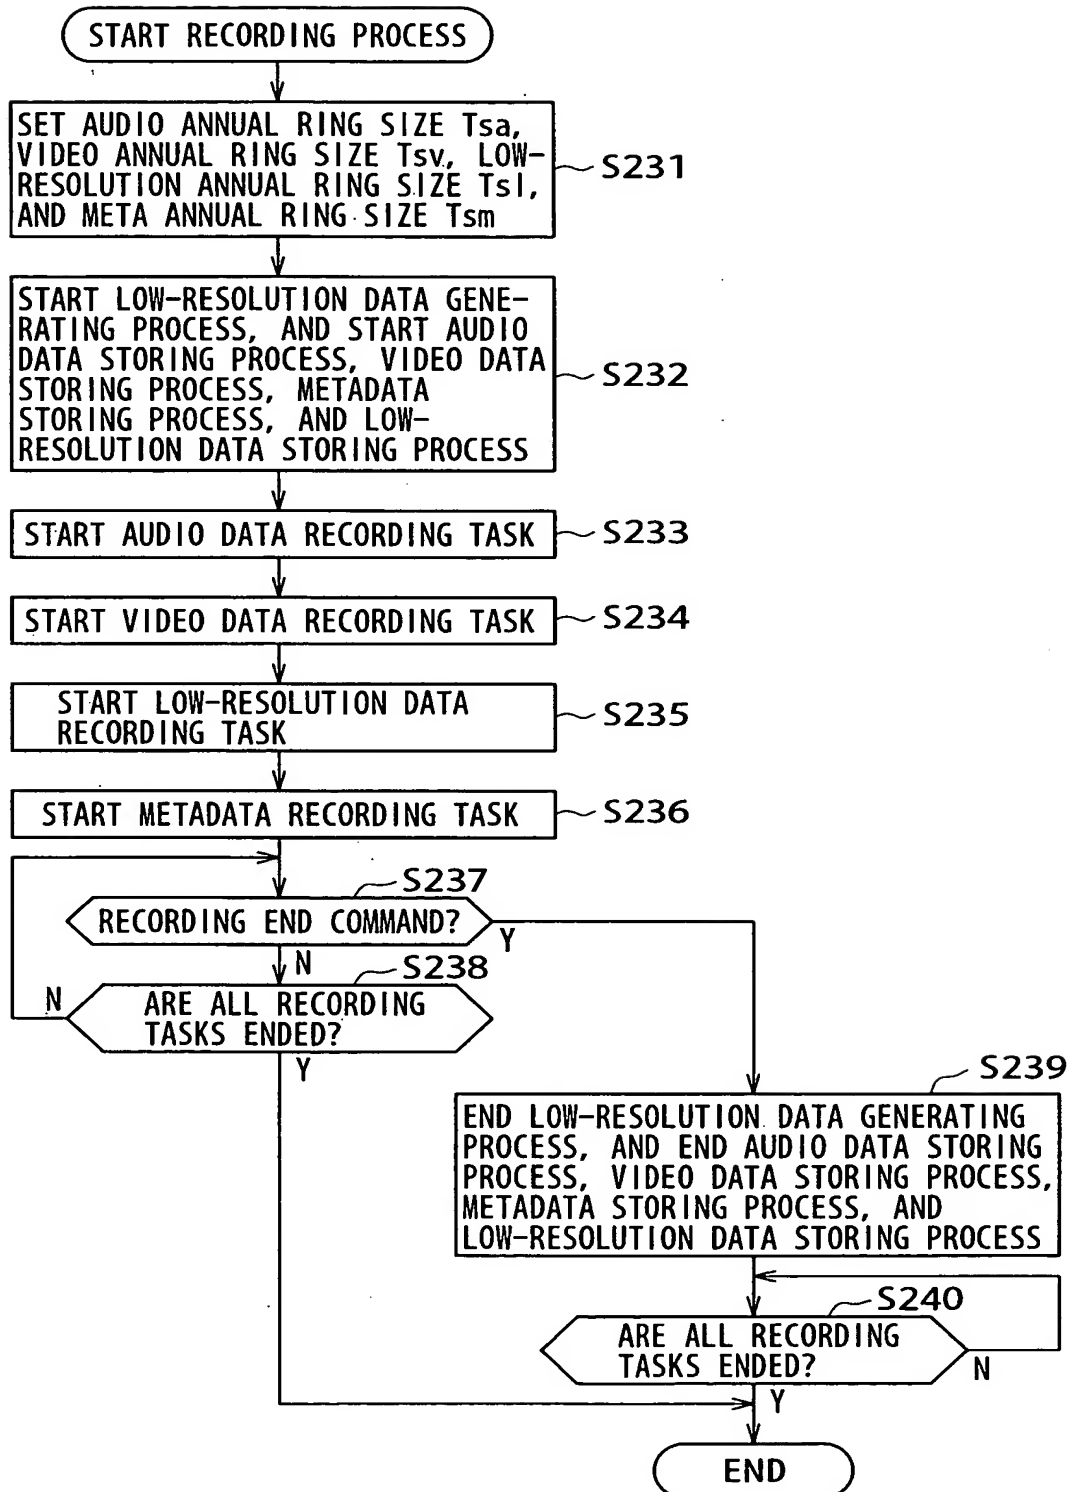 START RECORDING PROCESS
SET AUDIO ANNUAL RING SIZE Tsa,
VIDEO ANNUAL RING SIZE Tsv, LOW-
RESOLUTION ANNUAL RING SIZE Tsl,
AND META ANNUAL RING SIZE Tsm
S231
START LOW-RESOLUTION DATA GENE-
RATING PROCESS, AND START AUDIO
DATA STORING PROCESS, VIDEO DATA
STORING PROCESS, METADATA
STORING PROCESS, AND LOW-
RESOLUTION DATA STORING PROCESS
S232
START AUDIO DATA RECORDING TASK
S233
START VIDEO DATA RECORDING TASK
S234
START LOW-RESOLUTION DATA
RECORDING TASK
S235
START METADATA RECORDING TASK
S236
S237
RECORDING END COMMAND?
Y
N
S238
N
ARE ALL RECORDING
TASKS ENDED?
Y
S239
END LOW-RESOLUTION DATA GENERATING
PROCESS, AND END AUDIO DATA STORING
PROCESS, VIDEO DATA STORING PROCESS,
METADATA STORING PROCESS, AND
LOW-RESOLUTION DATA STORING PROCESS
S240
ARE ALL RECORDING
TASKS ENDED?
N
Y
END